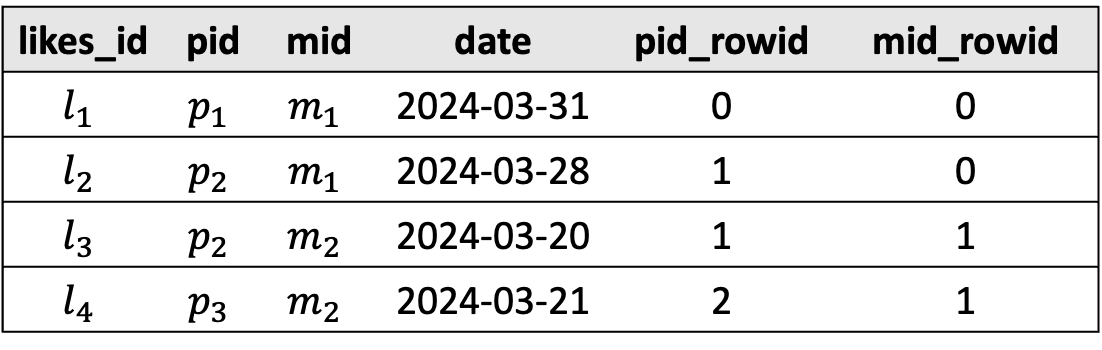 likes_id pid mid date pid_rowid mid_rowid
l₁ p₁ m₁ 2024-03-31 0 0
l₂ p₂ m₁ 2024-03-28 1 0
l₃ p₂ m₂ 2024-03-20 1 1
l₄ p₃ m₂ 2024-03-21 2 1